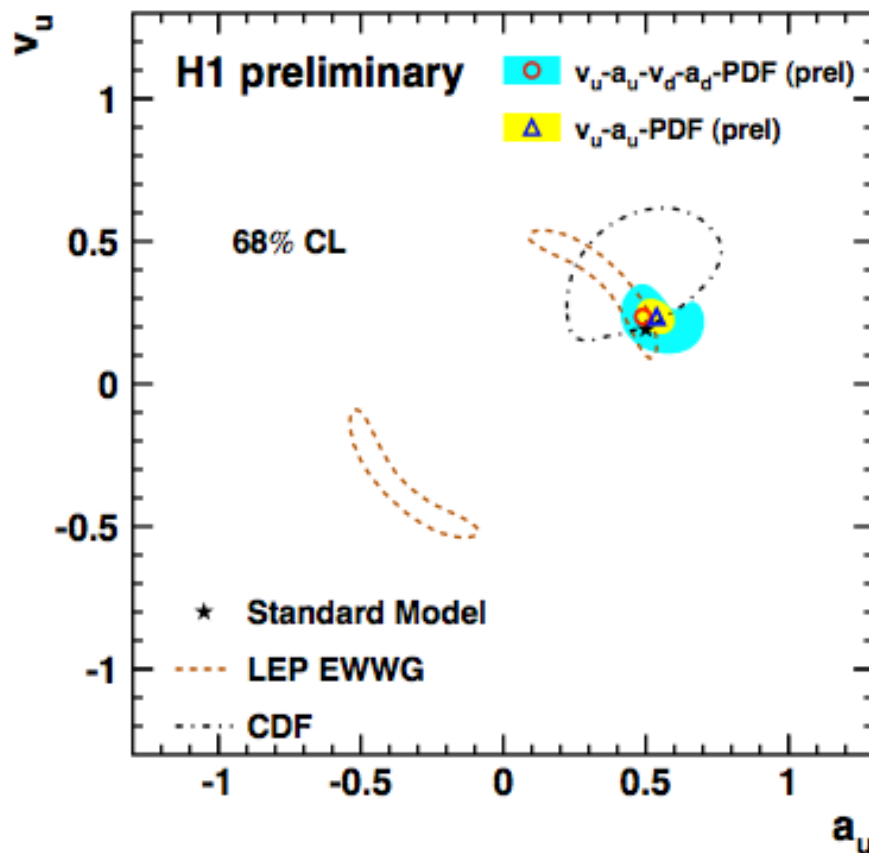 v_u
H1 preliminary
v_u-a_u-v_d-a_d-PDF (prel)
v_u-a_u-PDF (prel)
1
0.5
68% CL
0
-0.5
Standard Model
-1
LEP EWWG
CDF
-1 -0.5 0 0.5 1
a_u